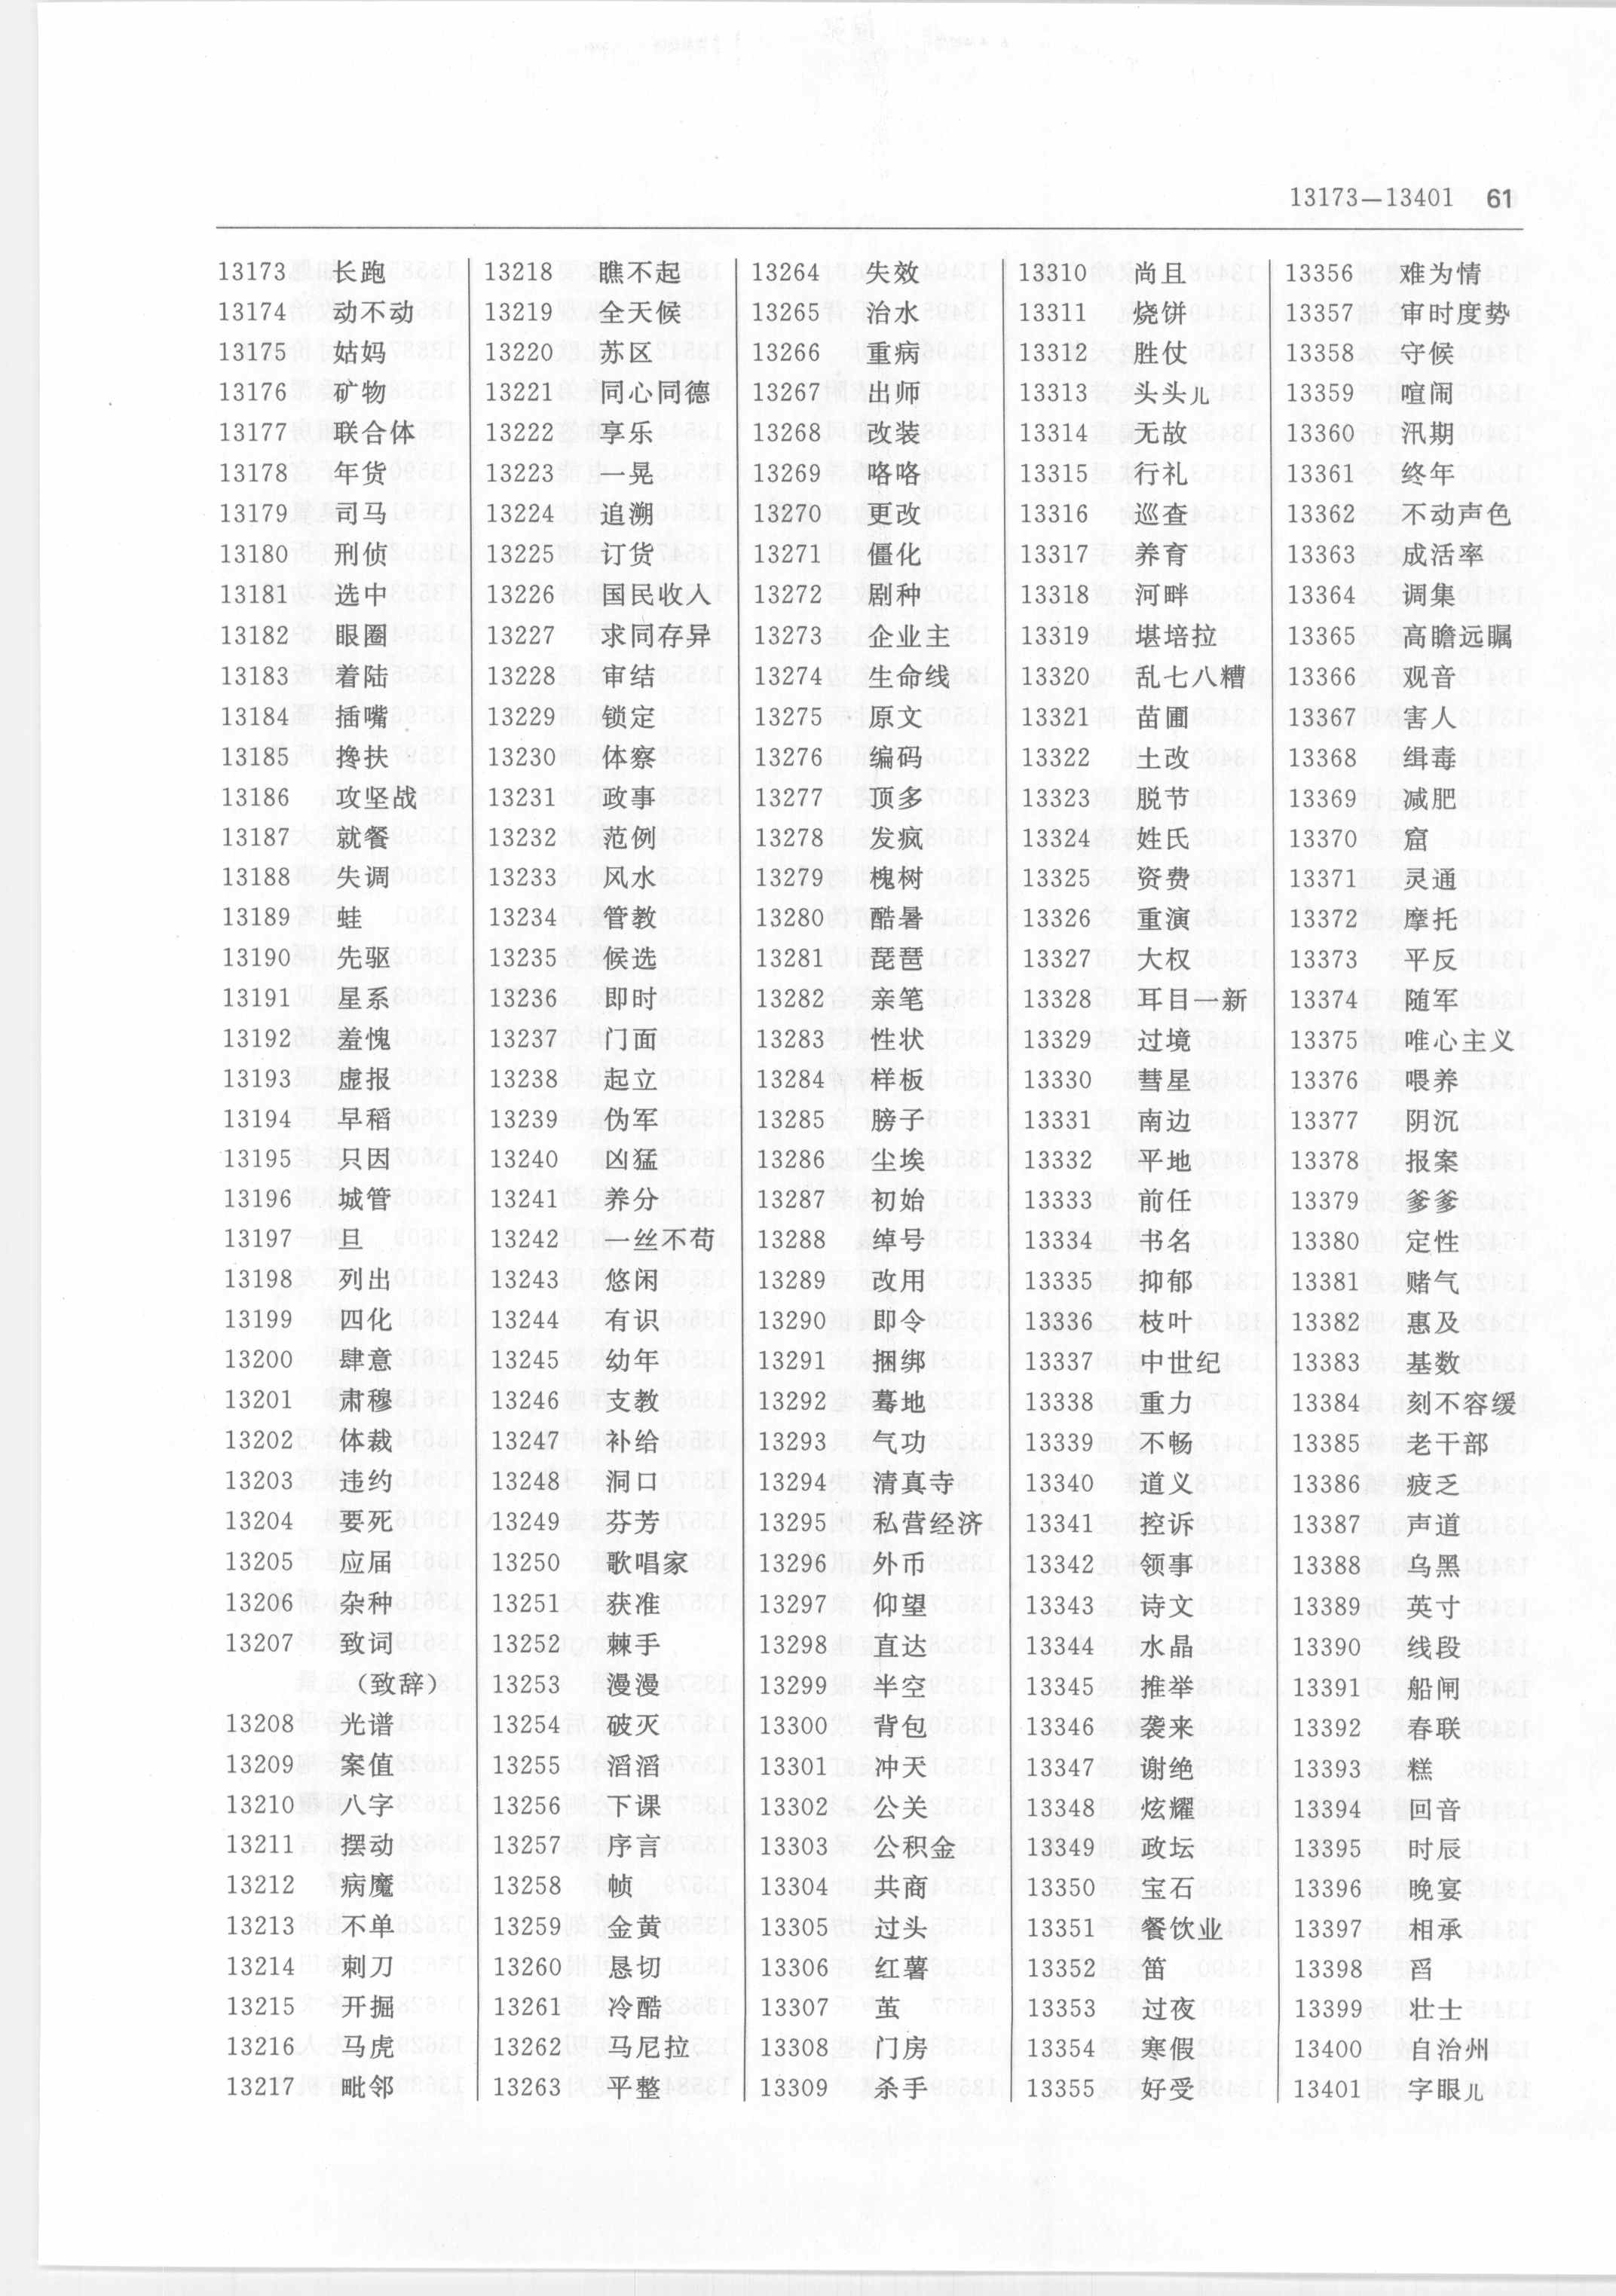 13173—13401 61
13173 长跑
13174 动不动
13175 姑妈
13176 矿物
13177 联合体
13178 年货
13179 司马
13180 刑侦
13181 选中
13182 眼圈
13183 着陆
13184 插嘴
13185 搀扶
13186 攻坚战
13187 就餐
13188 失调
13189 蛙
13190 先驱
13191 星系
13192 羞愧
13193 虚报
13194 早稻
13195 只因
13196 城管
13197 旦
13198 列出
13199 四化
13200 肆意
13201 肃穆
13202 体裁
13203 违约
13204 要死
13205 应届
13206 杂种
13207 致词
（致辞）
13208 光谱
13209 案值
13210 八字
13211 摆动
13212 病魔
13213 不单
13214 刺刀
13215 开掘
13216 马虎
13217 毗邻
13218 瞧不起
13219 全天候
13220 苏区
13221 同心同德
13222 享乐
13223 一晃
13224 追溯
13225 订货
13226 国民收入
13227 求同存异
13228 审结
13229 锁定
13230 体察
13231 政事
13232 范例
13233 风水
13234 管教
13235 候选
13236 即时
13237 门面
13238 起立
13239 伪军
13240 凶猛
13241 养分
13242 一丝不苟
13243 悠闲
13244 有识
13245 幼年
13246 支教
13247 补给
13248 洞口
13249 芬芳
13250 歌唱家
13251 获准
13252 棘手
13253 漫漫
13254 破灭
13255 滔滔
13256 下课
13257 序言
13258 帧
13259 金黄
13260 恳切
13261 冷酷
13262 马尼拉
13263 平整
13264 失效
13265 治水
13266 重病
13267 出师
13268 改装
13269 咯咯
13270 更改
13271 僵化
13272 剧种
13273 企业主
13274 生命线
13275 原文
13276 编码
13277 顶多
13278 发疯
13279 槐树
13280 酷暑
13281 琵琶
13282 亲笔
13283 性状
13284 样板
13285 膀子
13286 尘埃
13287 初始
13288 绰号
13289 改用
13290 即令
13291 捆绑
13292 墓地
13293 气功
13294 清真寺
13295 私营经济
13296 外币
13297 仰望
13298 直达
13299 半空
13300 背包
13301 冲天
13302 公关
13303 公积金
13304 共商
13305 过头
13306 红薯
13307 茧
13308 门房
13309 杀手
13310 尚且
13311 烧饼
13312 胜仗
13313 头头儿
13314 无故
13315 行礼
13316 巡查
13317 养育
13318 河畔
13319 堪培拉
13320 乱七八糟
13321 苗圃
13322 土改
13323 脱节
13324 姓氏
13325 资费
13326 重演
13327 大权
13328 耳目一新
13329 过境
13330 彗星
13331 南边
13332 平地
13333 前任
13334 书名
13335 抑郁
13336 枝叶
13337 中世纪
13338 重力
13339 不畅
13340 道义
13341 控诉
13342 领事
13343 诗文
13344 水晶
13345 推举
13346 袭来
13347 谢绝
13348 炫耀
13349 政坛
13350 宝石
13351 餐饮业
13352 笛
13353 过夜
13354 寒假
13355 好受
13356 难为情
13357 审时度势
13358 守候
13359 喧闹
13360 汛期
13361 终年
13362 不动声色
13363 成活率
13364 调集
13365 高瞻远瞩
13366 观音
13367 害人
13368 缉毒
13369 减肥
13370 窟
13371 灵通
13372 摩托
13373 平反
13374 随军
13375 唯心主义
13376 喂养
13377 阴沉
13378 报案
13379 爹爹
13380 定性
13381 赌气
13382 惠及
13383 基数
13384 刻不容缓
13385 老干部
13386 疲乏
13387 声道
13388 乌黑
13389 英寸
13390 线段
13391 船闸
13392 春联
13393 糕
13394 回音
13395 时辰
13396 晚宴
13397 相承
13398 舀
13399 壮士
13400 自治州
13401 字眼儿